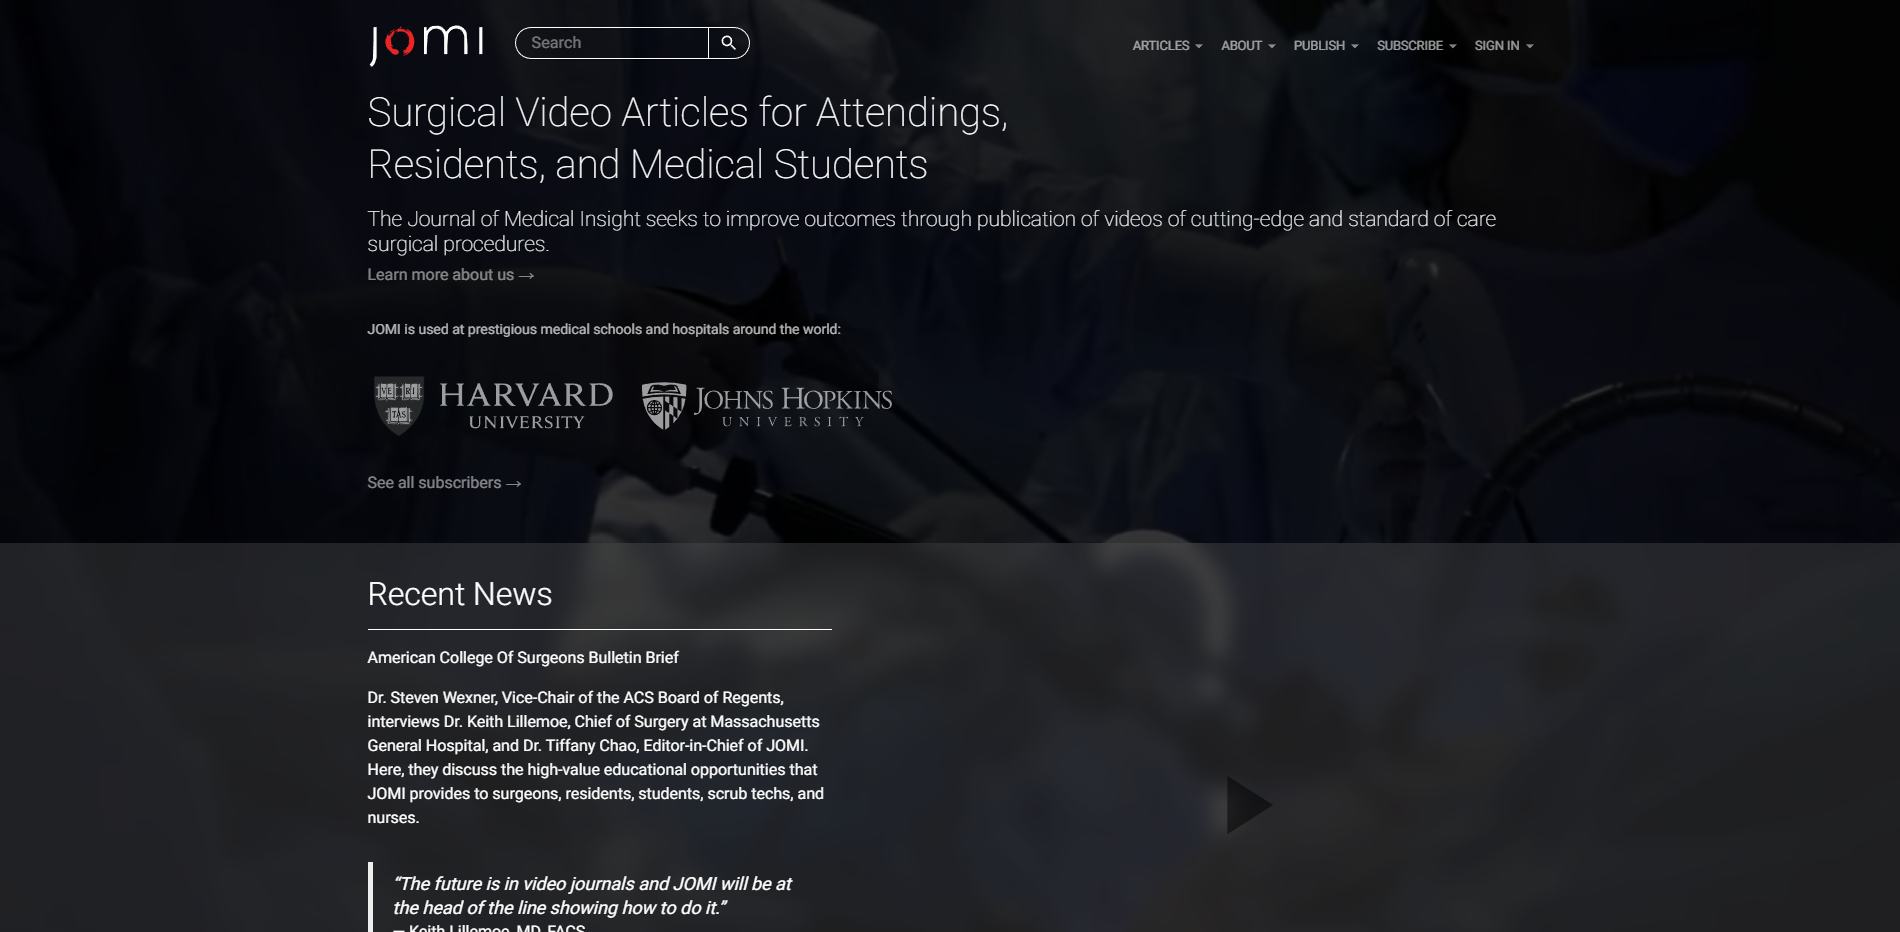 JOMI
Search
ARTICLES
ABOUT
PUBLISH
SUBSCRIBE
SIGN IN
Surgical Video Articles for Attendings,
Residents, and Medical Students
The Journal of Medical Insight seeks to improve outcomes through publication of videos of cutting-edge and standard of care
surgical procedures.
Learn more about us →
JOMI is used at prestigious medical schools and hospitals around the world:
VE RI
TAS
HARVARD
UNIVERSITY
JOHNS HOPKINS
UNIVERSITY
See all subscribers →
Recent News
American College Of Surgeons Bulletin Brief
Dr. Steven Wexner, Vice-Chair of the ACS Board of Regents,
interviews Dr. Keith Lillemoe, Chief of Surgery at Massachusetts
General Hospital, and Dr. Tiffany Chao, Editor-in-Chief of JOMI.
Here, they discuss the high-value educational opportunities that
JOMI provides to surgeons, residents, students, scrub techs, and
nurses.
“The future is in video journals and JOMI will be at
the head of the line showing how to do it.”
— Keith Lillemoe, MD, FACS